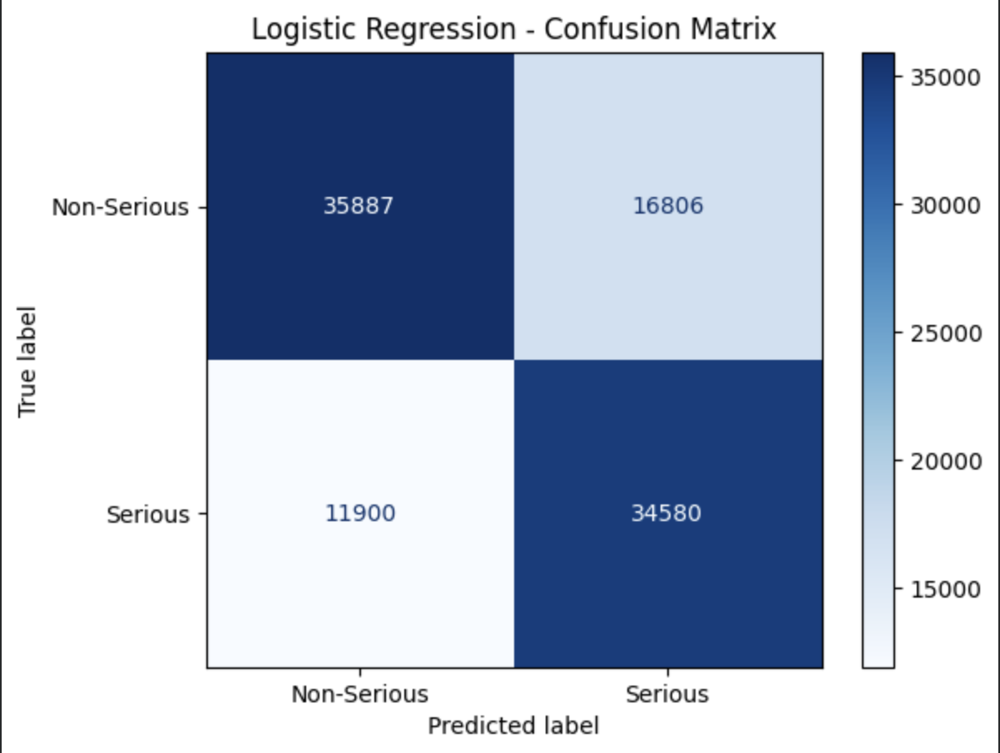 Logistic Regression - Confusion Matrix
35000
30000
25000
20000
15000
True label
Non-Serious
35887 16806
Serious
11900 34580
Non-Serious Serious
Predicted label